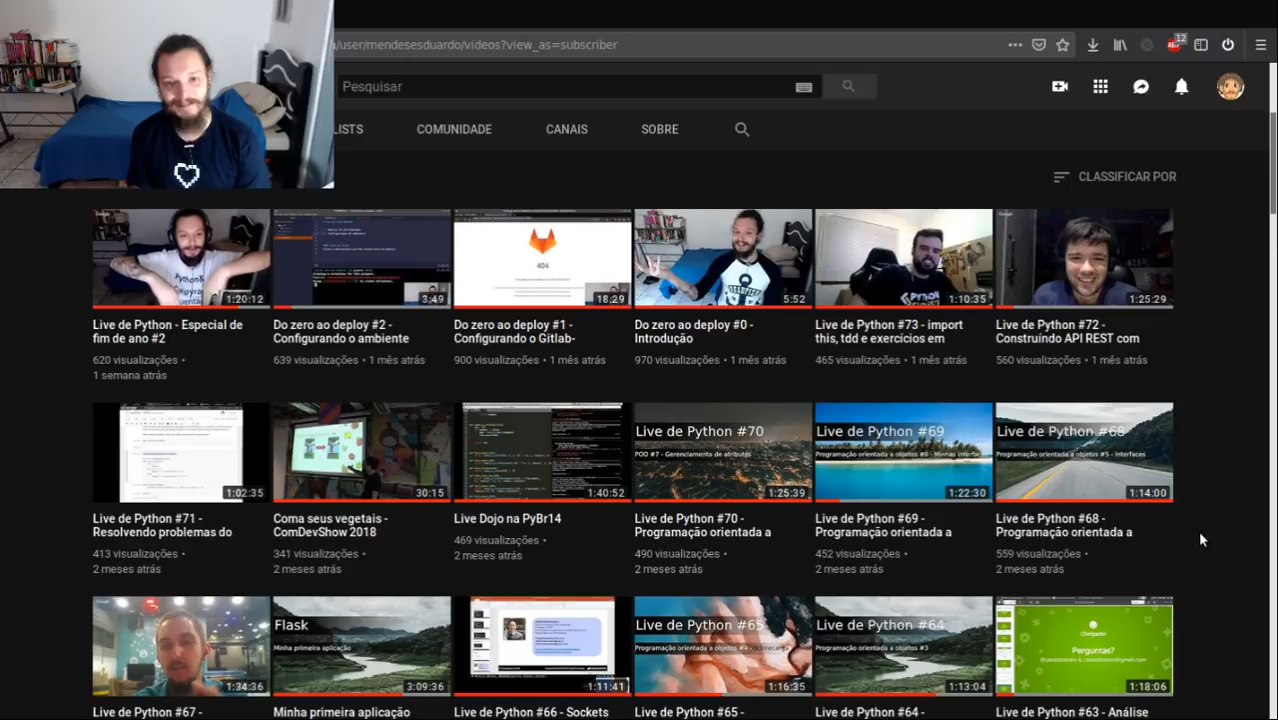 /user/mendesesduardo/videos?view_as=subscriber
12
Pesquisar
LISTS
COMUNIDADE
CANAIS
SOBRE
CLASSIFICAR POR
1:20:12
3:49
404
18:29
5:52
1:10:35
1:25:29
Live de Python - Especial de
fim de ano #2
620 visualizações •
1 semana atrás
Do zero ao deploy #2 -
Configurando o ambiente
639 visualizações • 1 mês atrás
Do zero ao deploy #1 -
Configurando o Gitlab-
900 visualizações • 1 mês atrás
Do zero ao deploy #0 -
Introdução
970 visualizações • 1 mês atrás
Live de Python #73 - import
this, tdd e exercícios em
465 visualizações • 1 mês atrás
Live de Python #72 -
Construíndo API REST com
560 visualizações • 1 mês atrás
1:02:35
30:15
1:40:52
Live de Python #70
POO #7 - Gerenciamento de atributos
1:25:39
Live de Python #69
Programação orientada a objetos #6 - Minhas interfac
1:22:30
Live de Python #68
Programação orientada a objetos #5 - Interfaces
1:14:00
Live de Python #71 -
Resolvendo problemas do
413 visualizações •
2 meses atrás
Coma seus vegetais -
ComDevShow 2018
341 visualizações •
2 meses atrás
Live Dojo na PyBr14
469 visualizações •
2 meses atrás
Live de Python #70 -
Programação orientada a
490 visualizações •
2 meses atrás
Live de Python #69 -
Programação orientada a
452 visualizações •
2 meses atrás
Live de Python #68 -
Programação orientada a
559 visualizações •
2 meses atrás
1:34:36
Flask
Minha primeira aplicação
3:09:36
1:11:41
Live de Python #65
Programação orientada a objetos #4
1:16:35
Live de Python #64
Programação orientada a objetos #3
1:13:04
Obrigado!
Perguntas?
1:18:06
Live de Python #67 -
Minha primeira aplicação
Live de Python #66 - Sockets
Live de Python #65 -
Live de Python #64 -
Live de Python #63 - Análise